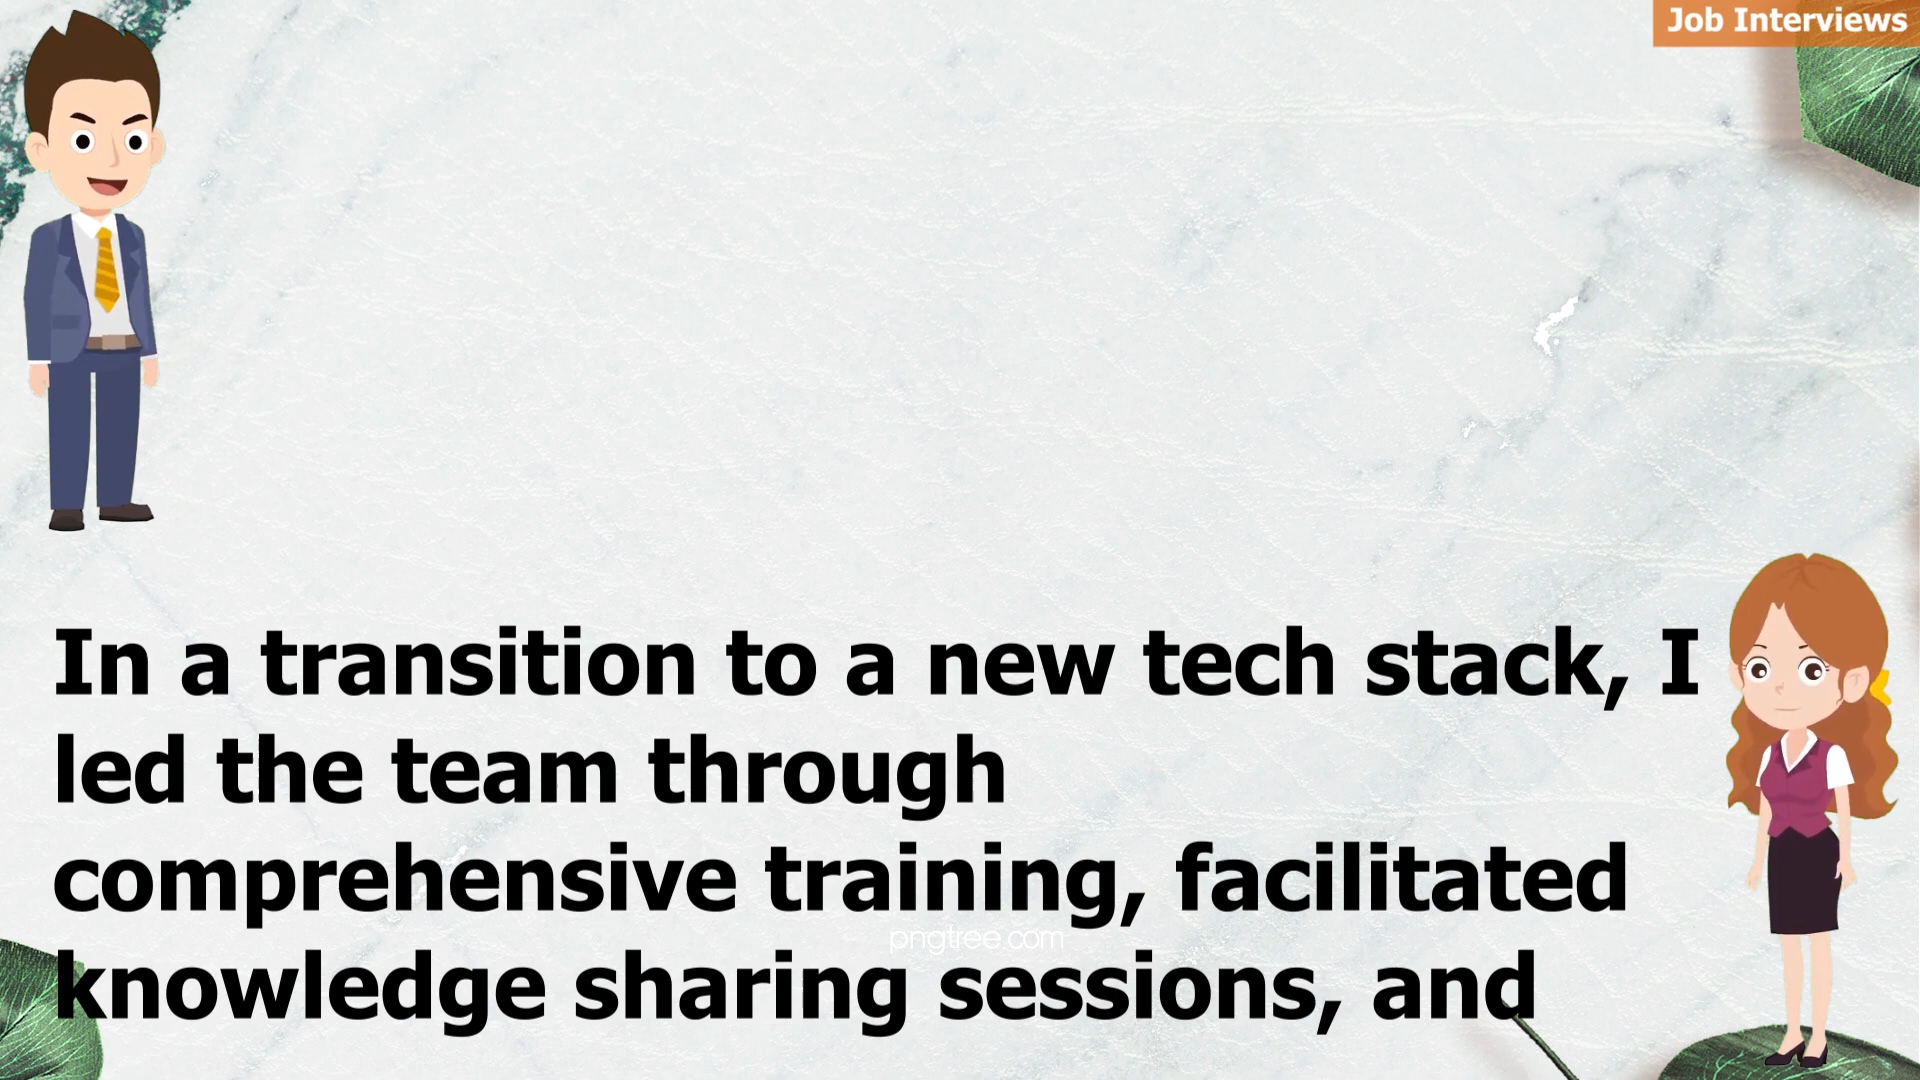 Job Interviews
In a transition to a new tech stack, I
led the team through
comprehensive training, facilitated
pngtree.com
knowledge sharing sessions, and